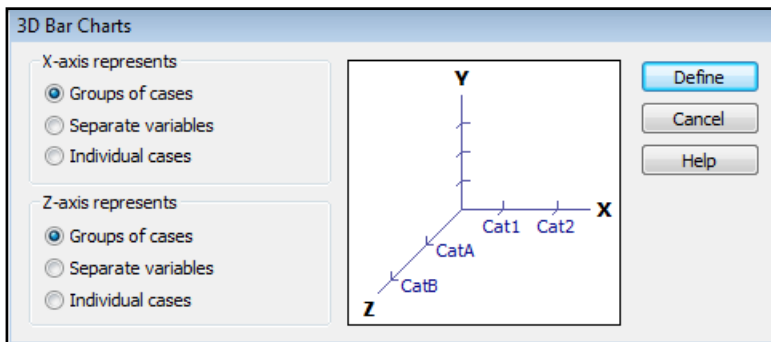 3D Bar Charts
X-axis represents
Groups of cases
Separate variables
Individual cases
Z-axis represents
Groups of cases
Separate variables
Individual cases
Y
X
Cat1 Cat2
CatA
CatB
Z
Define
Cancel
Help